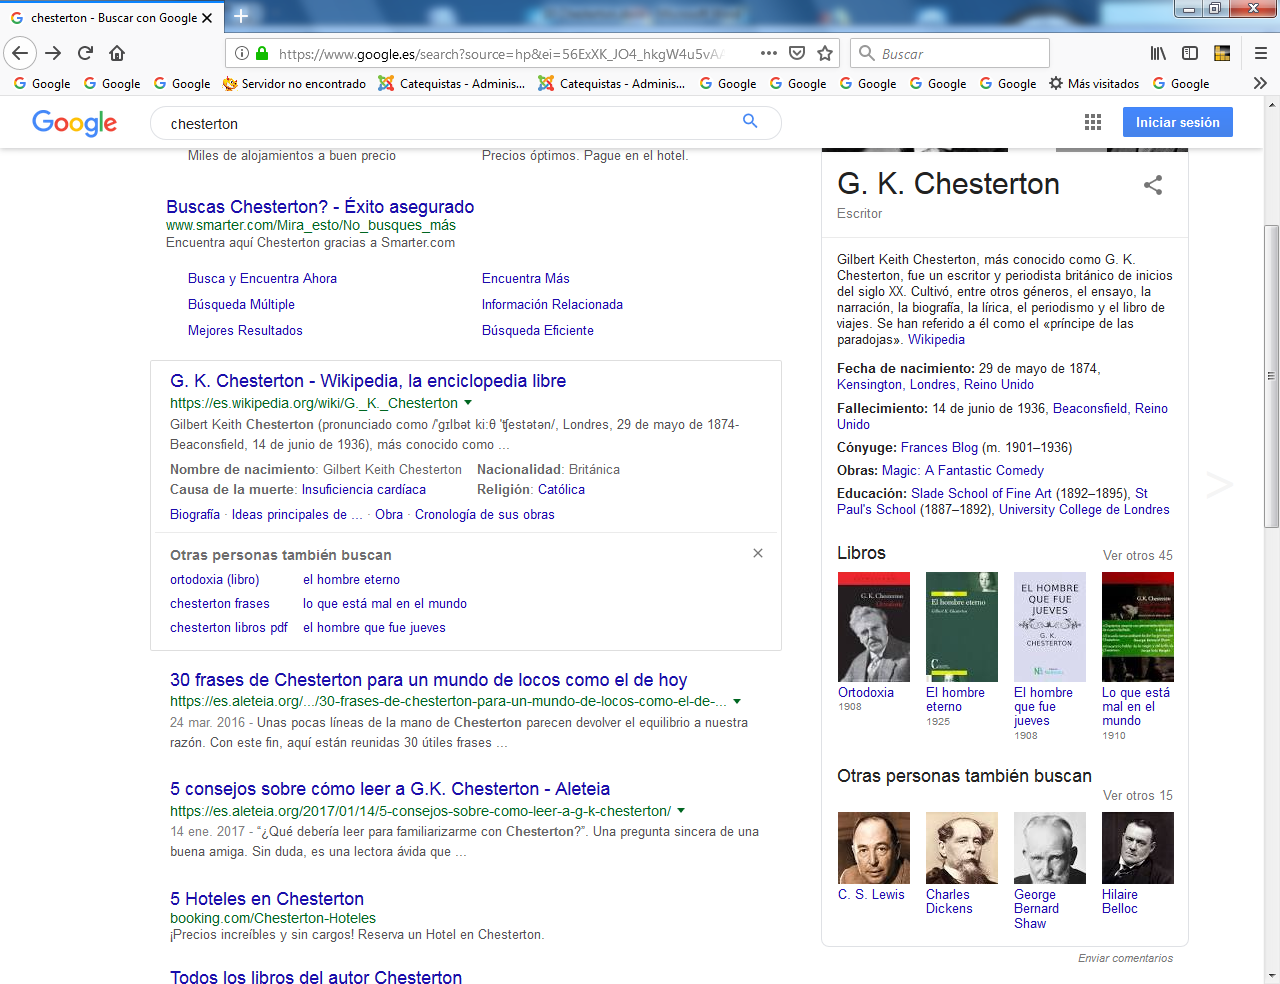 chesterton - Buscar con Google
https://www.google.es/search?source=hp&ei=56ExXK_JO4_hkgW4u5vAA
Buscar
Google
Google
Google
Servidor no encontrado
Catequistas - Adminis...
Catequistas - Adminis...
Google
Google
Google
Google
Google
Más visitados
Google
Google
chesterton
Iniciar sesión
Miles de alojamientos a buen precio
Precios óptimos. Pague en el hotel.
Buscas Chesterton? - Éxito asegurado
www.smarter.com/Mira_esto/No_busques_más
Encuentra aquí Chesterton gracias a Smarter.com
Busca y Encuentra Ahora
Encuentra Más
Búsqueda Múltiple
Información Relacionada
Mejores Resultados
Búsqueda Eficiente
G. K. Chesterton - Wikipedia, la enciclopedia libre
https://es.wikipedia.org/wiki/G._K._Chesterton
Gilbert Keith Chesterton (pronunciado como /'gɪlbət ki:θ 'ʧestətən/, Londres, 29 de mayo de 1874-
Beaconsfield, 14 de junio de 1936), más conocido como ...
Nombre de nacimiento: Gilbert Keith Chesterton
Nacionalidad: Británica
Causa de la muerte: Insuficiencia cardíaca
Religión: Católica
Biografía · Ideas principales de ... · Obra · Cronología de sus obras
Otras personas también buscan
ortodoxia (libro)
el hombre eterno
chesterton frases
lo que está mal en el mundo
chesterton libros pdf
el hombre que fue jueves
30 frases de Chesterton para un mundo de locos como el de hoy
https://es.aleteia.org/.../30-frases-de-chesterton-para-un-mundo-de-locos-como-el-de-...
24 mar. 2016 - Unas pocas líneas de la mano de Chesterton parecen devolver el equilibrio a nuestra
razón. Con este fin, aquí están reunidas 30 útiles frases ...
5 consejos sobre cómo leer a G.K. Chesterton - Aleteia
https://es.aleteia.org/2017/01/14/5-consejos-sobre-como-leer-a-g-k-chesterton/
14 ene. 2017 - “¿Qué debería leer para familiarizarme con Chesterton?”. Una pregunta sincera de una
buena amiga. Sin duda, es una lectora ávida que ...
5 Hoteles en Chesterton
booking.com/Chesterton-Hoteles
¡Precios increíbles y sin cargos! Reserva un Hotel en Chesterton.
Todos los libros del autor Chesterton
G. K. Chesterton
Escritor
Gilbert Keith Chesterton, más conocido como G. K.
Chesterton, fue un escritor y periodista británico de inicios
del siglo XX. Cultivó, entre otros géneros, el ensayo, la
narración, la biografía, la lírica, el periodismo y el libro de
viajes. Se han referido a él como el «príncipe de las
paradojas». Wikipedia
Fecha de nacimiento: 29 de mayo de 1874,
Kensington, Londres, Reino Unido
Fallecimiento: 14 de junio de 1936, Beaconsfield, Reino
Unido
Cónyuge: Frances Blog (m. 1901–1936)
Obras: Magic: A Fantastic Comedy
Educación: Slade School of Fine Art (1892–1895), St
Paul's School (1887–1892), University College de Londres
Libros
Ver otros 45
G. K. Chesterton
Ortodoxia
El hombre eterno
Gilbert K. Chesterton
EL HOMBRE
QUE FUE
JUEVES
G. K.
CHESTERTON
G.K. Chesterton
Ortodoxia
1908
El hombre
eterno
1925
El hombre
que fue
jueves
1908
Lo que está
mal en el
mundo
1910
Otras personas también buscan
Ver otros 15
C. S. Lewis
Charles
Dickens
George
Bernard
Shaw
Hilaire
Belloc
Enviar comentarios